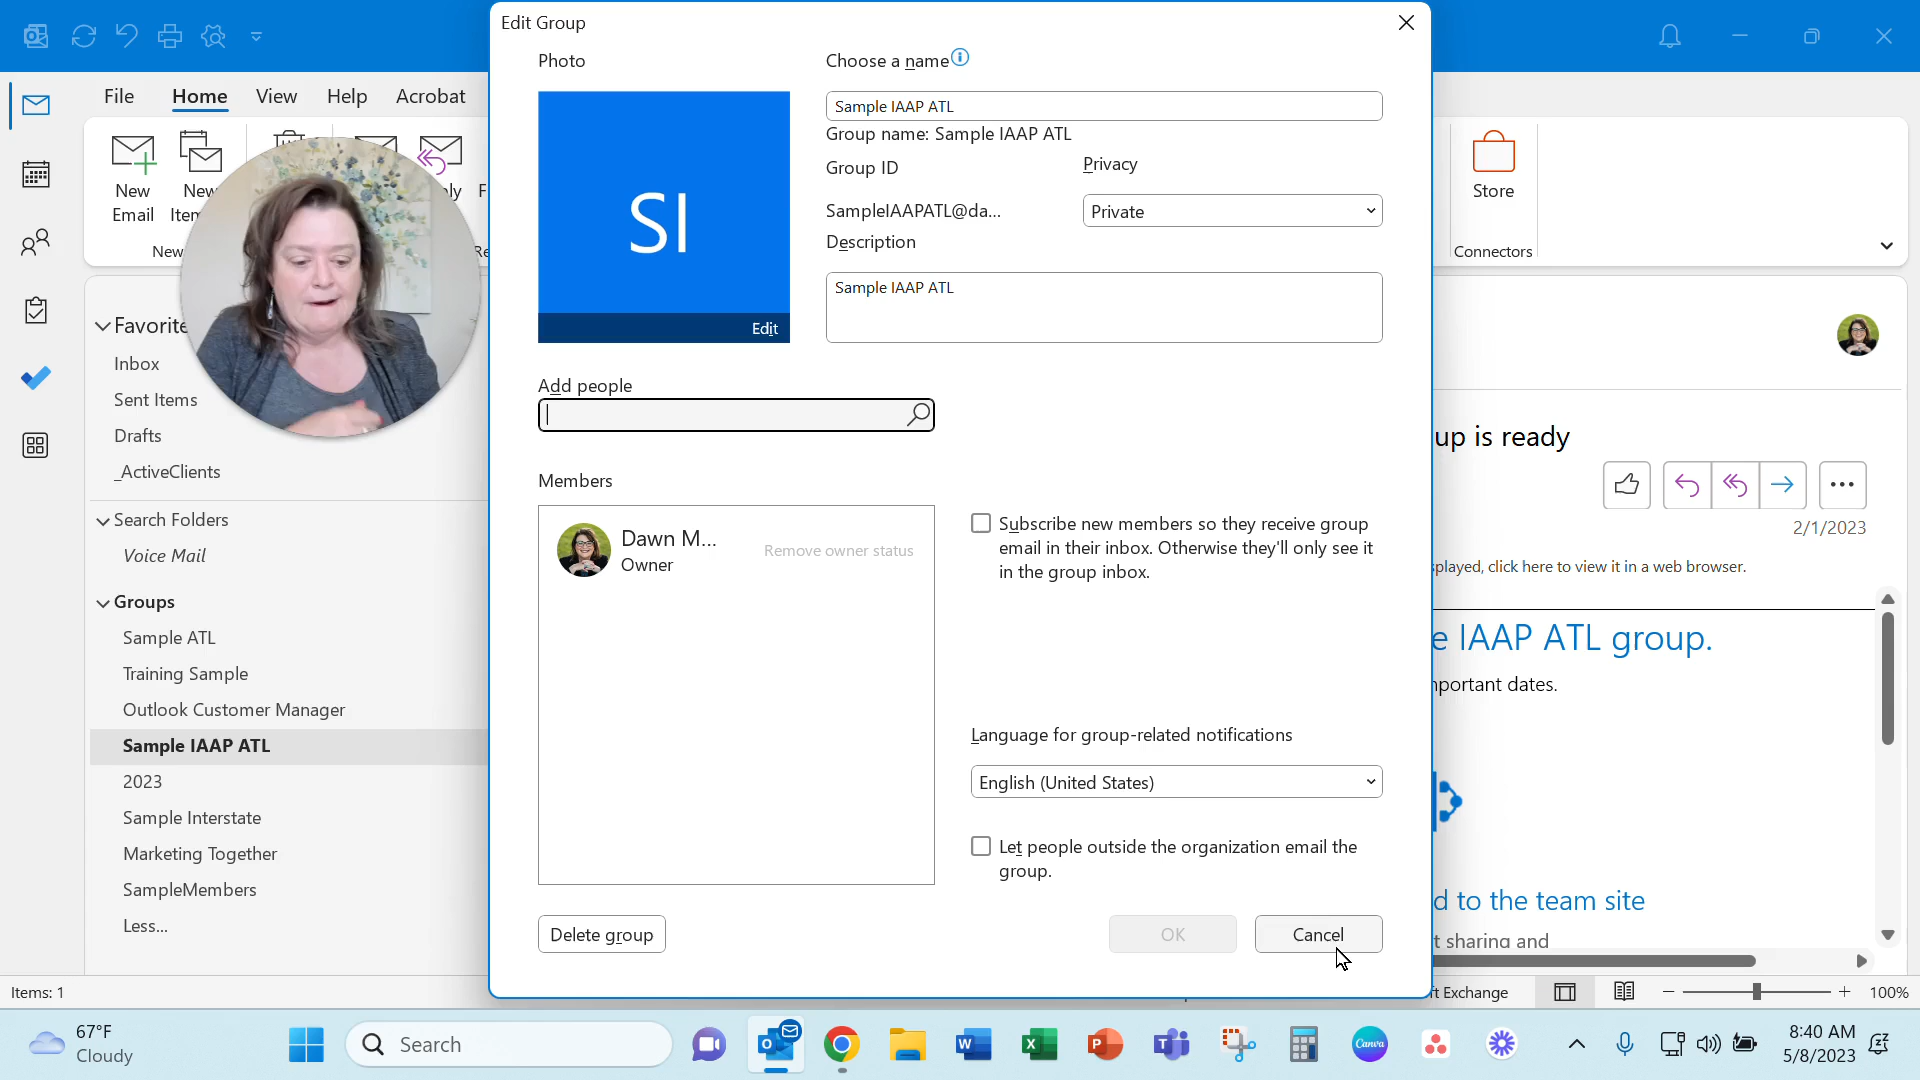 Edit Group
File
Home
View
Help
Acrobat
New
Email
New
Items
New
Store
Connectors
Photo
Choose a name
SI
Edit
Sample IAAP ATL
Group name: Sample IAAP ATL
Group ID
Privacy
SampleIAAPATL@da...
Private
Description
Sample IAAP ATL
Add people
Members
Dawn M...
Owner
Remove owner status
Subscribe new members so they receive group
email in their inbox. Otherwise they'll only see it
in the group inbox.
Language for group-related notifications
English (United States)
Let people outside the organization email the
group.
Delete group
OK
Cancel
Favorites
Inbox
Sent Items
Drafts
_ActiveClients
Search Folders
Voice Mail
Groups
Sample ATL
Training Sample
Outlook Customer Manager
Sample IAAP ATL
2023
Sample Interstate
Marketing Together
SampleMembers
Less...
up is ready
2/1/2023
splayed, click here to view it in a web browser.
e IAAP ATL group.
mportant dates.
d to the team site
t sharing and
Items: 1
ft Exchange
100%
67°F
Cloudy
Search
Canva
8:40 AM
5/8/2023